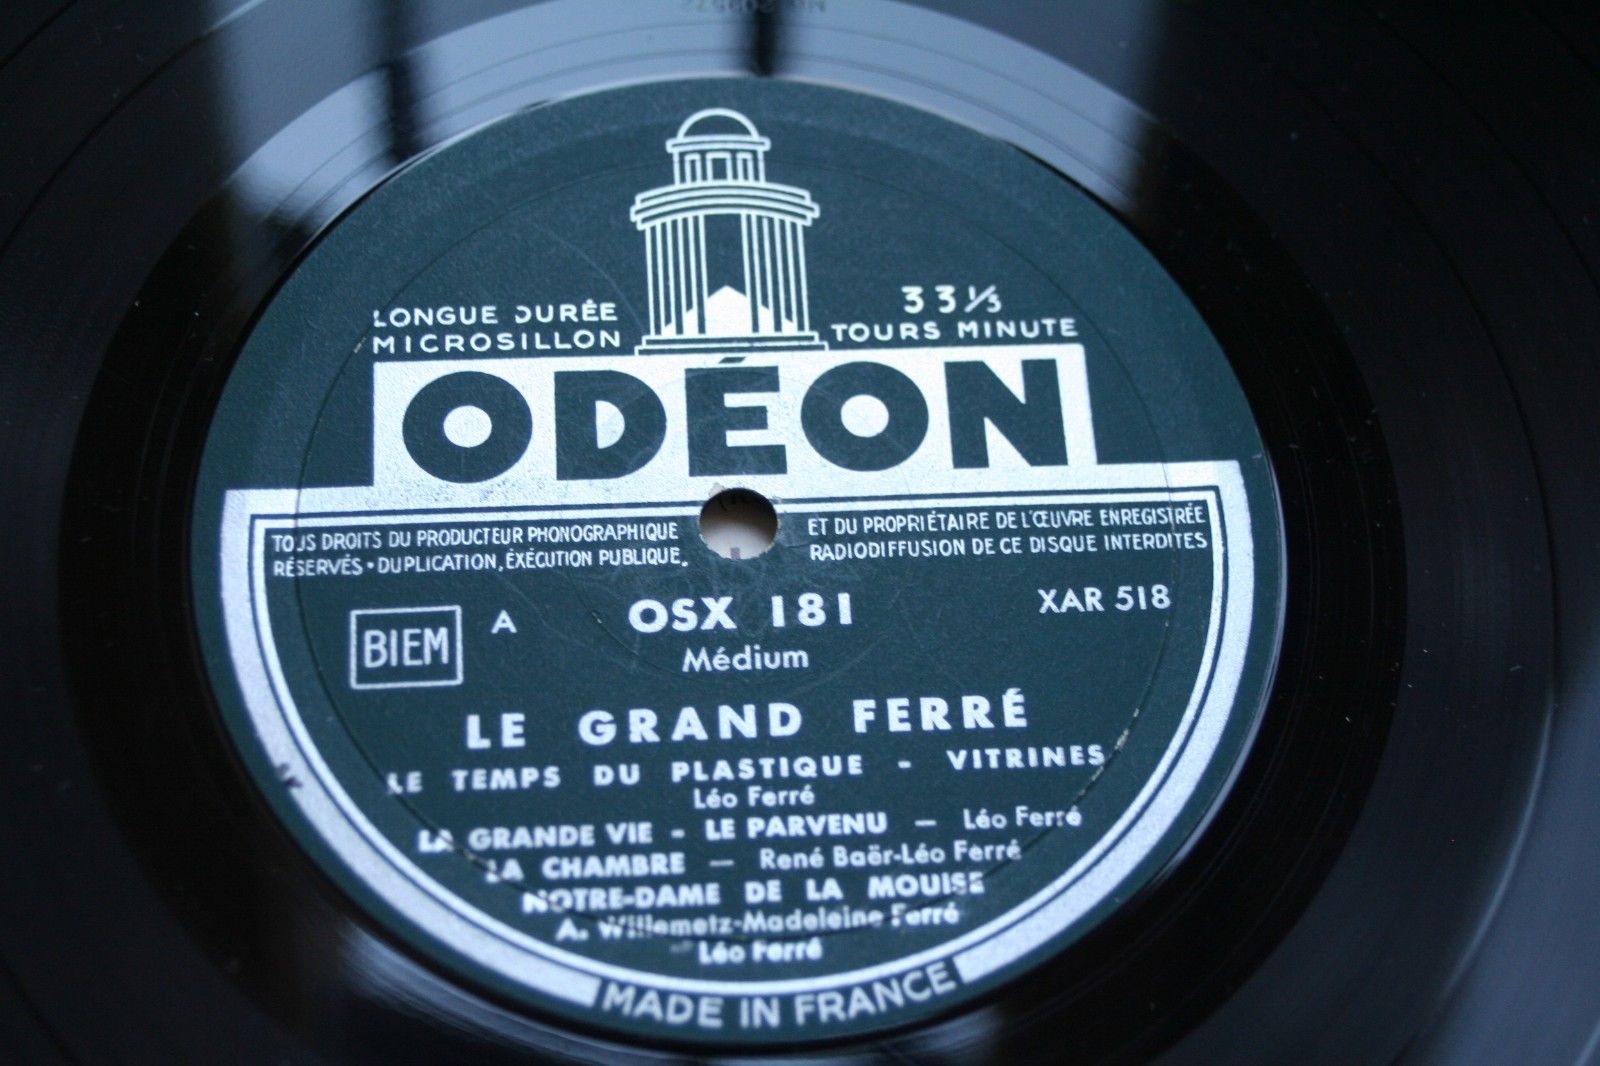 LONGUE DURÉE
MICROSILLON
33 1/3
TOURS MINUTE
ODÉON
TOUS DROITS DU PRODUCTEUR PHONOGRAPHIQUE
RÉSERVÉS • DUPLICATION, EXÉCUTION PUBLIQUE.
ET DU PROPRIÉTAIRE DE L'ŒUVRE ENREGISTRÉE
RADIODIFFUSION DE CE DISQUE INTERDITES
BIEM
A
OSX 181
XAR 518
Médium
LE GRAND FERRÉ
LE TEMPS DU PLASTIQUE - VITRINES
Léo Ferré
LA GRANDE VIE - LE PARVENU — Léo Ferré
LA CHAMBRE — René Baër-Léo Ferré
NOTRE-DAME DE LA MOUISE
A. Willemetz-Madeleine Ferré
Léo Ferré
MADE IN FRANCE